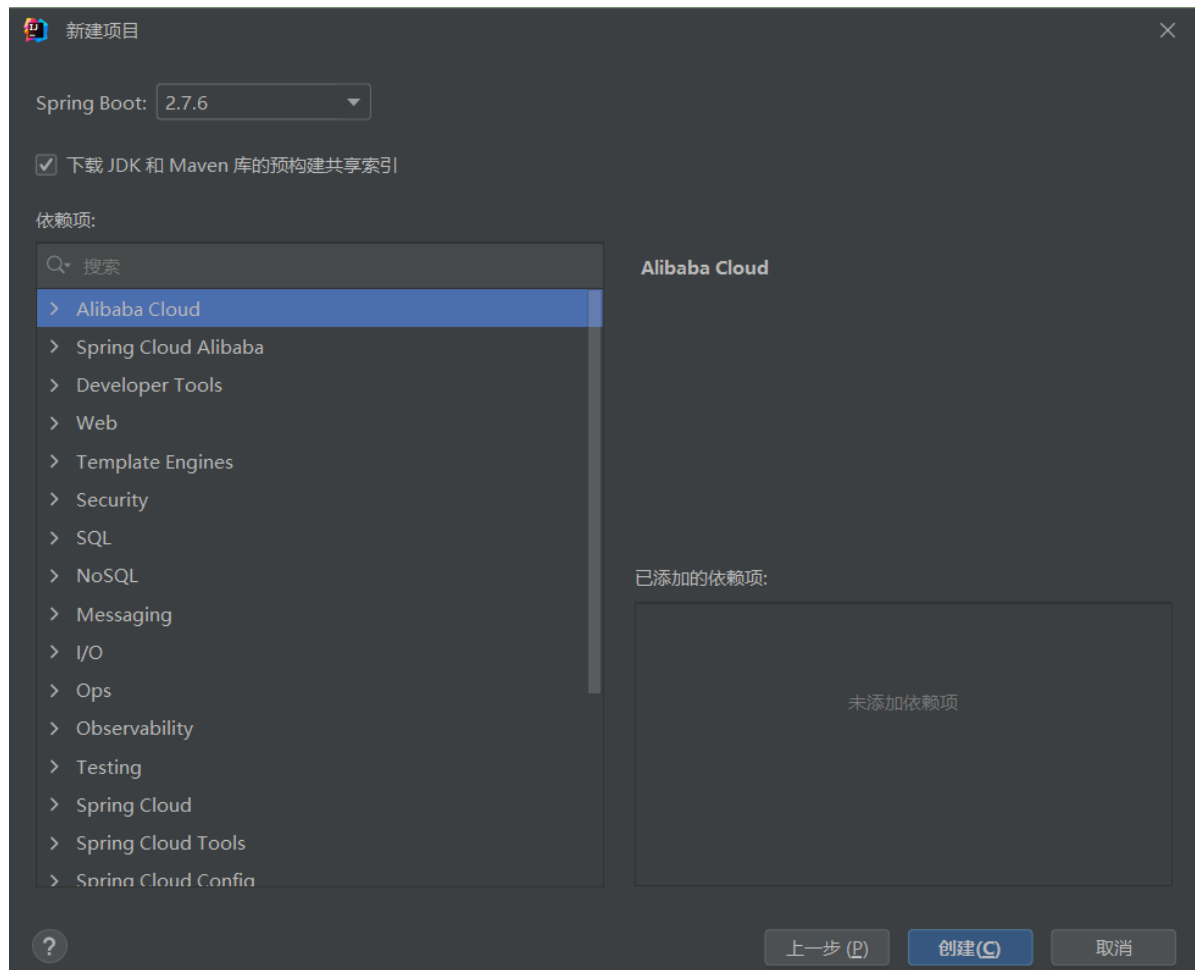 新建项目
Spring Boot: 2.7.6
下载 JDK 和 Maven 库的预构建共享索引
依赖项:
搜索
Alibaba Cloud
Spring Cloud Alibaba
Developer Tools
Web
Template Engines
Security
SQL
NoSQL
Messaging
I/O
Ops
Observability
Testing
Spring Cloud
Spring Cloud Tools
Spring Cloud Config
Alibaba Cloud
已添加的依赖项:
未添加依赖项
?
上一步 (P) 创建(C) 取消